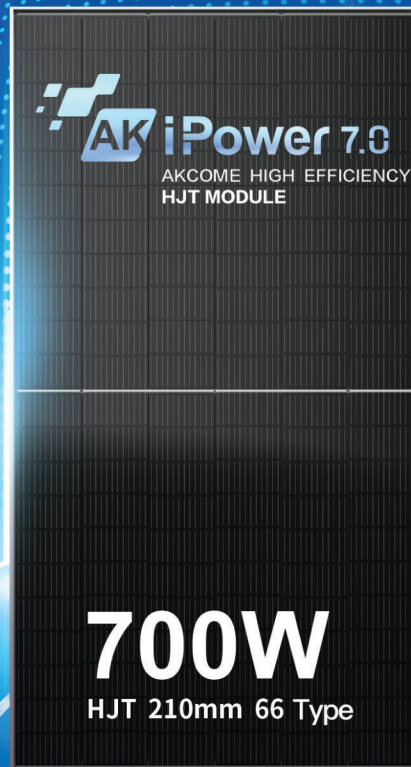 AK iPower 7.0
AKCOME HIGH EFFICIENCY
HJT MODULE
700W
HJT 210mm 66 Type